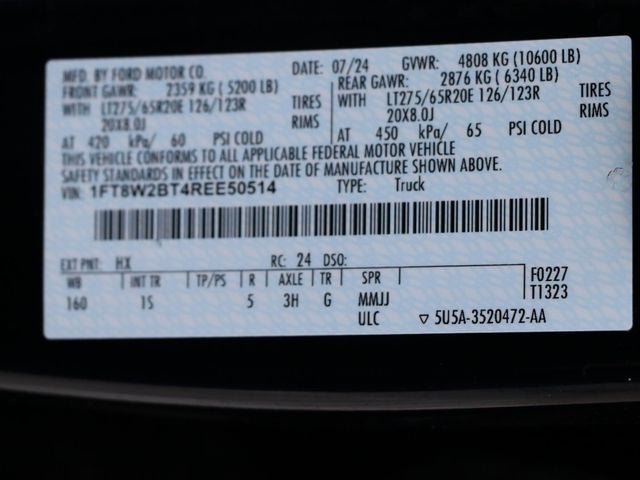 MFD. BY FORD MOTOR CO. DATE: 07/24 GVWR: 4808 KG (10600 LB)
FRONT GAWR: 2359 KG ( 5200 LB) REAR GAWR: 2876 KG ( 6340 LB)
WITH LT275/65R20E 126/123R TIRES WITH LT275/65R20E 126/123R TIRES
20X8.0J RIMS 20X8.0J RIMS
AT 420 kPa/ 60 PSI COLD AT 450 kPa/ 65 PSI COLD
THIS VEHICLE CONFORMS TO ALL APPLICABLE FEDERAL MOTOR VEHICLE
SAFETY STANDARDS IN EFFECT ON THE DATE OF MANUFACTURE SHOWN ABOVE.
VIN: 1FT8W2BT4REE50514 TYPE: Truck
EXT PNT: HX RC: 24 DSO:
WB INT TR TP/PS R AXLE TR SPR F0227
160 1S 5 3H G MMJJ T1323
ULC ▽ 5U5A-3520472-AA